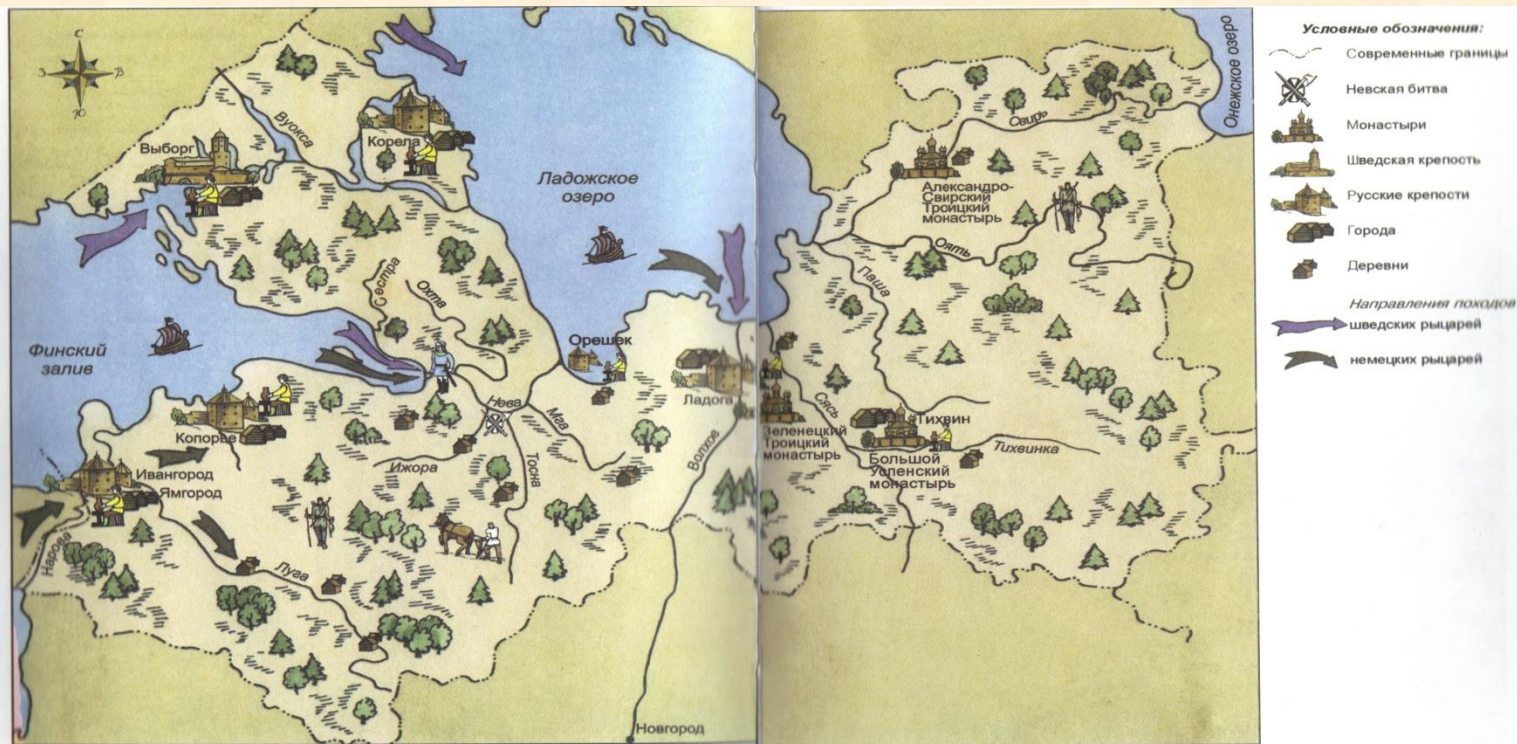 С
З
В
Ю
Выборг
Вуокса
Корела
Ладожское
озеро
Сестра
Охта
Финский
залив
Орешек
Нева
Мга
Ладога
Копорье
Ижора
Тосна
Волхов
Ивангород
Ямгород
Нарова
Луга
Новгород
Онежское озеро
Свирь
Александро-
Свирский
Троицкий
монастырь
Оять
Паша
Сясь
Зеленецкий
Троицкий
монастырь
Тихвин
Большой
Успенский
монастырь
Тихвинка
Условные обозначения:
Современные границы
Невская битва
Монастыри
Шведская крепость
Русские крепости
Города
Деревни
Направления походов
шведских рыцарей
немецких рыцарей